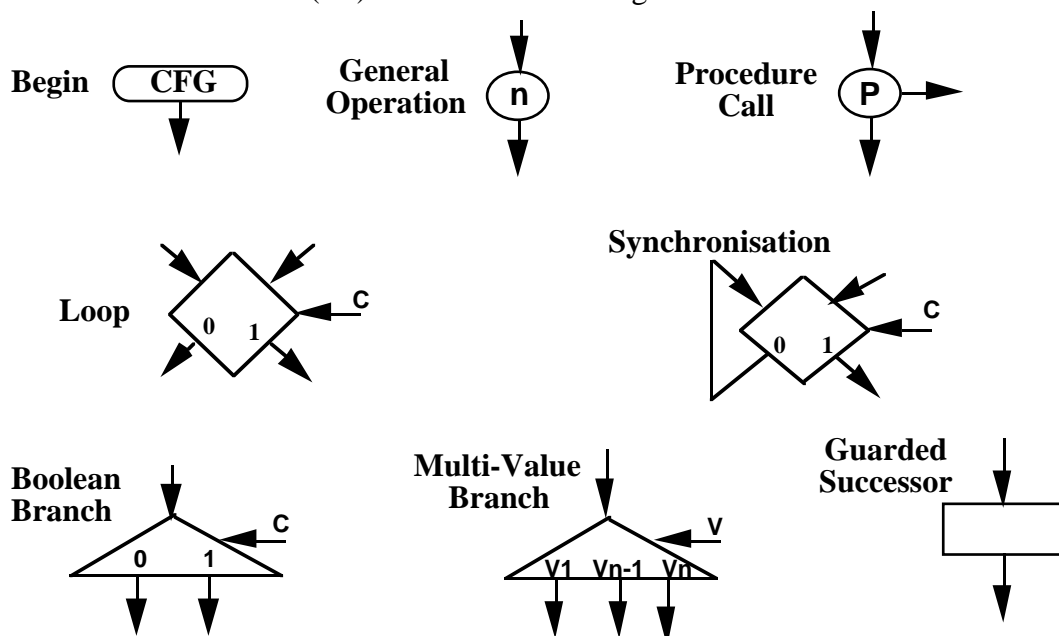 Begin
CFG
General
Operation
n
Procedure
Call
P
Loop
0
1
C
Synchronisation
0
1
C
Boolean
Branch
0
1
C
Multi-Value
Branch
V
V1
Vn-1
Vn
Guarded
Successor